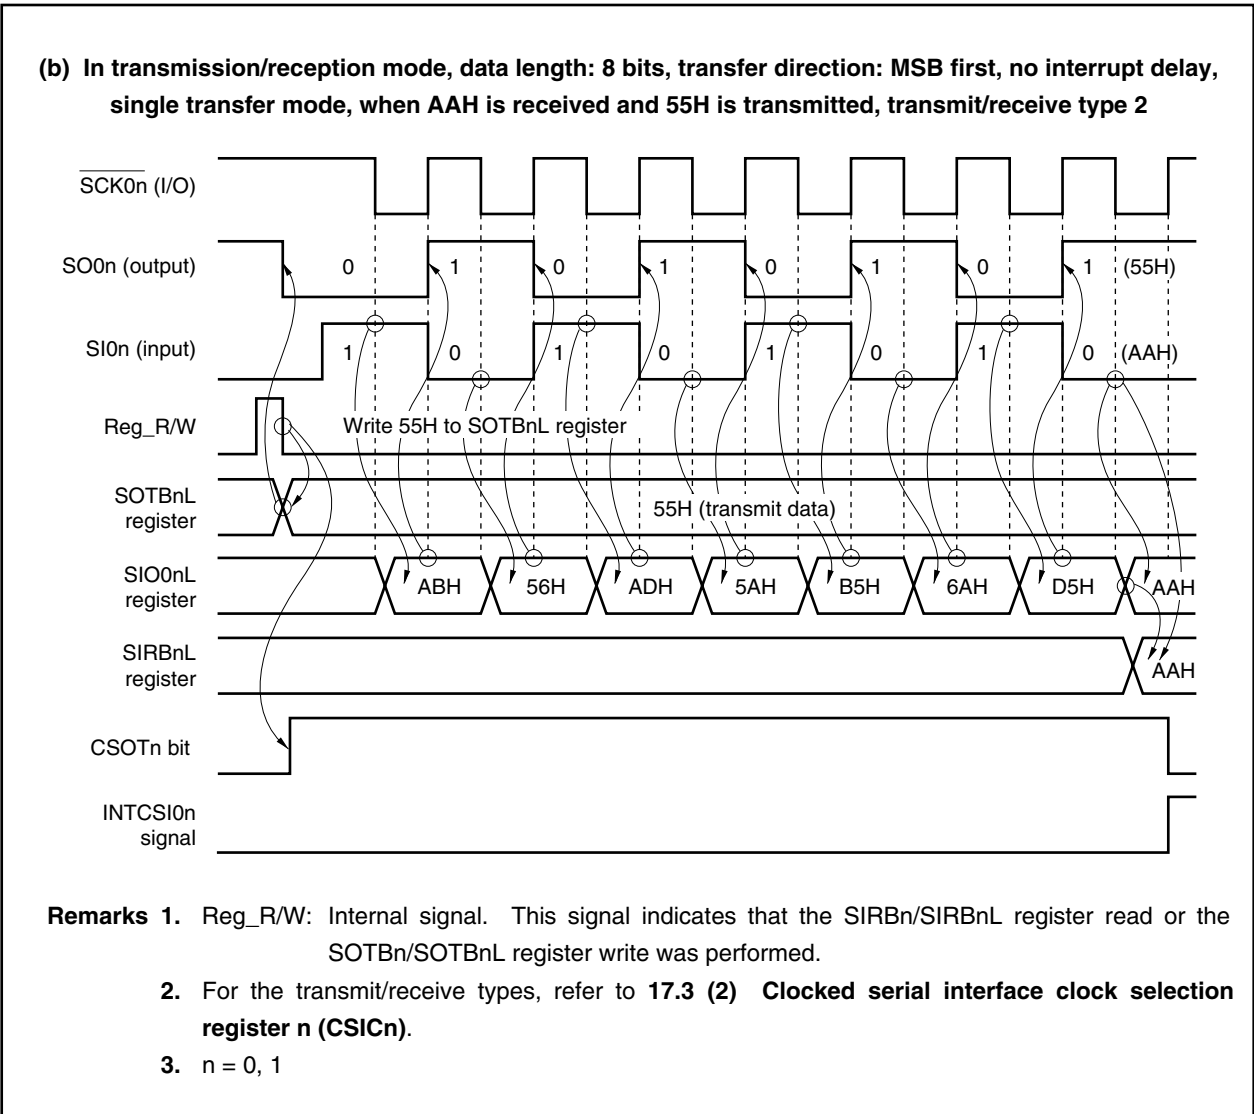 (b) In transmission/reception mode, data length: 8 bits, transfer direction: MSB first, no interrupt delay,
single transfer mode, when AAH is received and 55H is transmitted, transmit/receive type 2
SCK0n (I/O)
SO0n (output)
0 1 0 1 0 1 0 1 (55H)
SI0n (input)
1 0 1 0 1 0 1 0 (AAH)
Reg_R/W
Write 55H to SOTBnL register
SOTBnL
register
55H (transmit data)
SIO0nL
register
ABH 56H ADH 5AH B5H 6AH D5H AAH
SIRBnL
register
AAH
CSOTn bit
INTCSI0n
signal
Remarks 1. Reg_R/W: Internal signal. This signal indicates that the SIRBn/SIRBnL register read or the
SOTBn/SOTBnL register write was performed.
2. For the transmit/receive types, refer to 17.3 (2) Clocked serial interface clock selection
register n (CSICn).
3. n = 0, 1